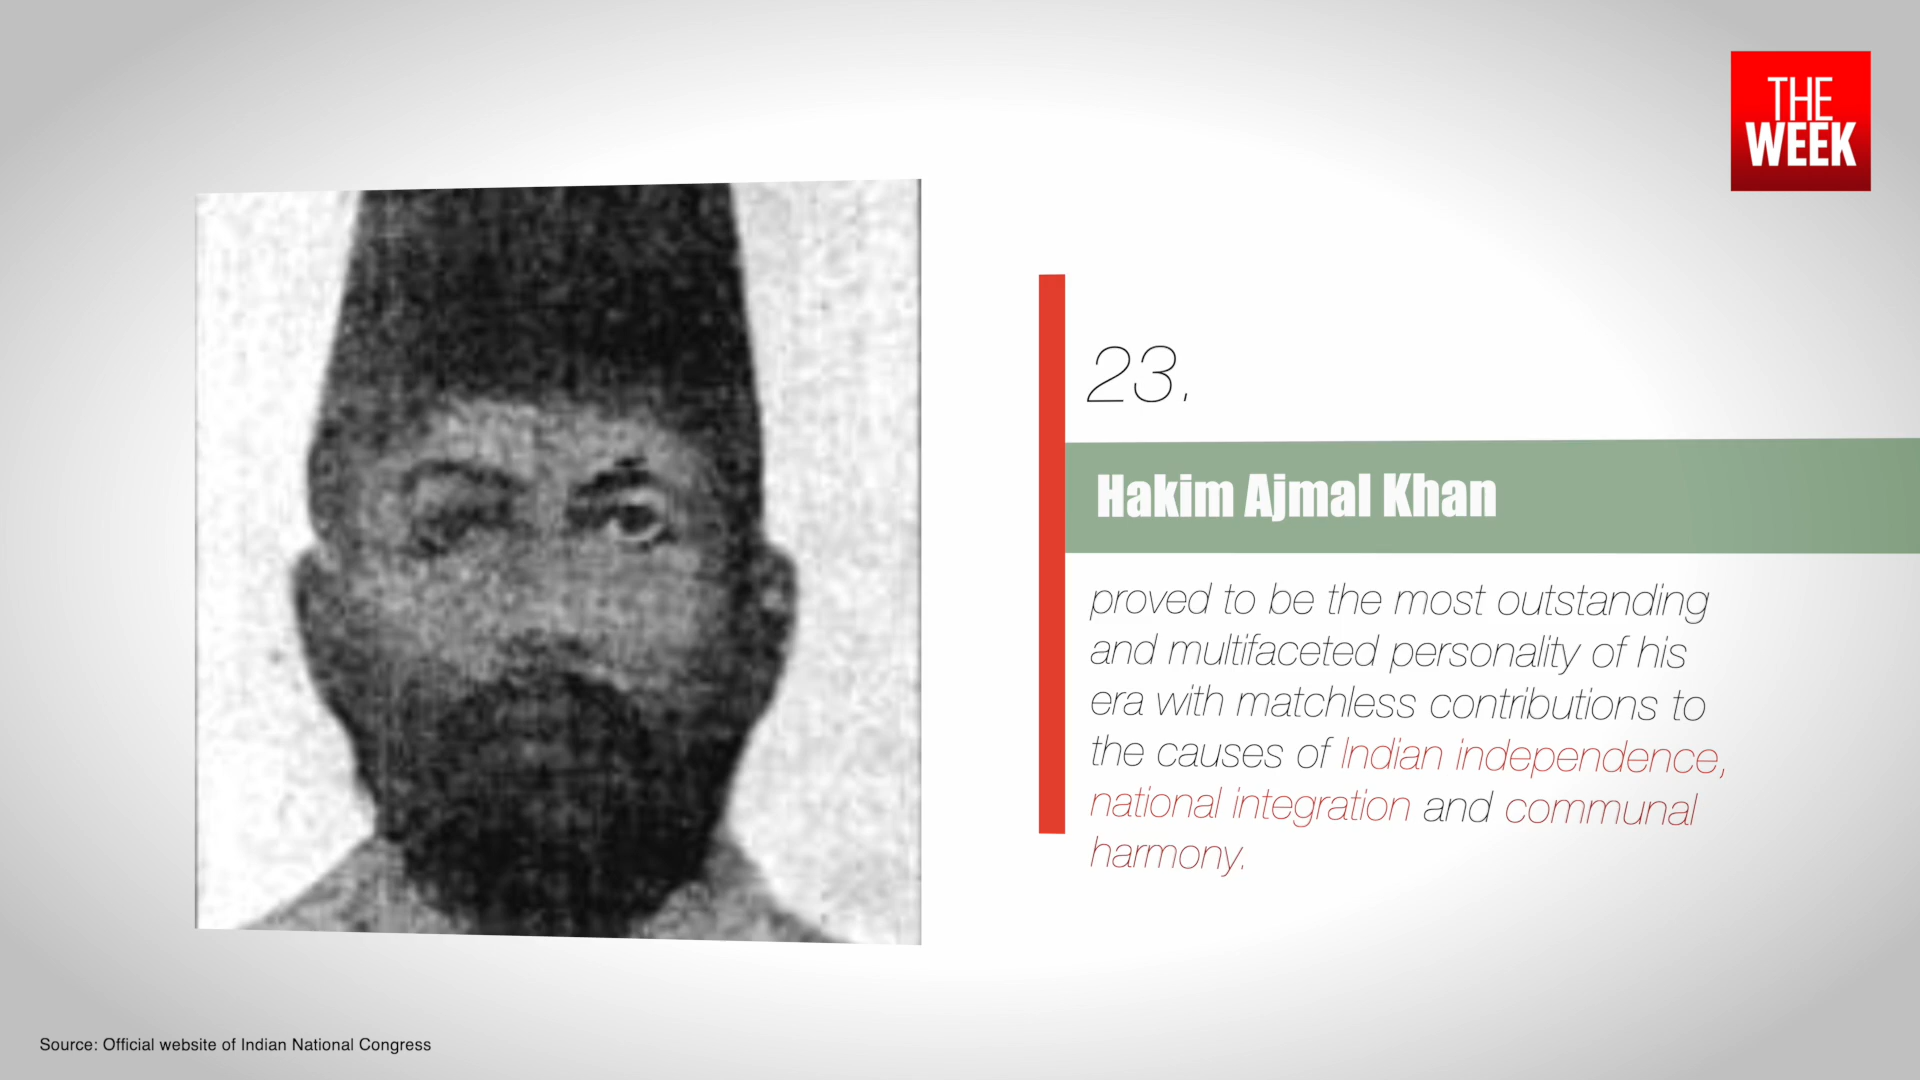 THE
WEEK
23.
Hakim Ajmal Khan
proved to be the most outstanding
and multifaceted personality of his
era with matchless contributions to
the causes of Indian independence,
national integration and communal
harmony.
Source: Official website of Indian National Congress